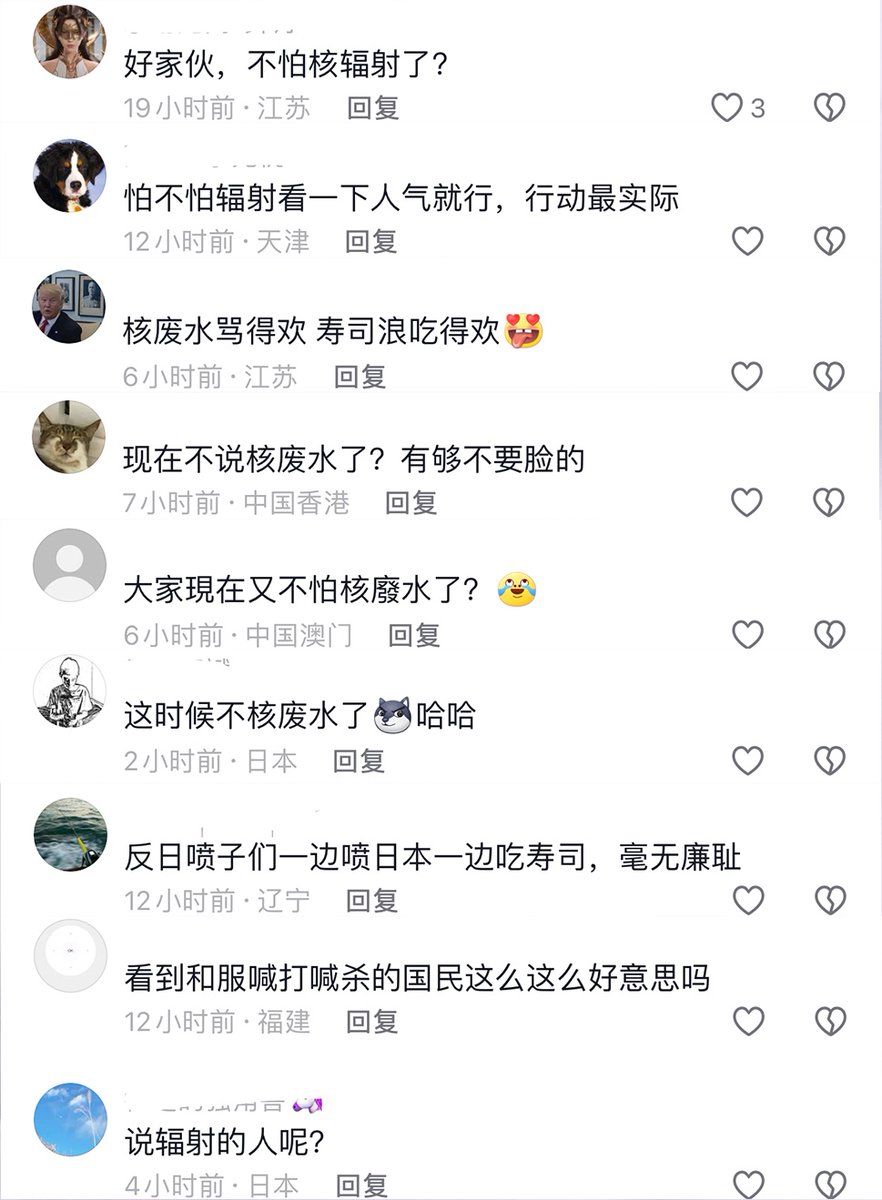 好家伙，不怕核辐射了？
19小时前·江苏 回复 3
怕不怕辐射看一下人气就行，行动最实际
12小时前·天津 回复
核废水骂得欢 寿司浪吃得欢
6小时前·江苏 回复
现在不说核废水了？有够不要脸的
7小时前·中国香港 回复
大家現在又不怕核廢水了？
6小时前·中国澳门 回复
这时候不核废水了哈哈
2小时前·日本 回复
反日喷子们一边喷日本一边吃寿司，毫无廉耻
12小时前·辽宁 回复
看到和服喊打喊杀的国民这么这么好意思吗
12小时前·福建 回复
说辐射的人呢?
4小时前·日本 回复